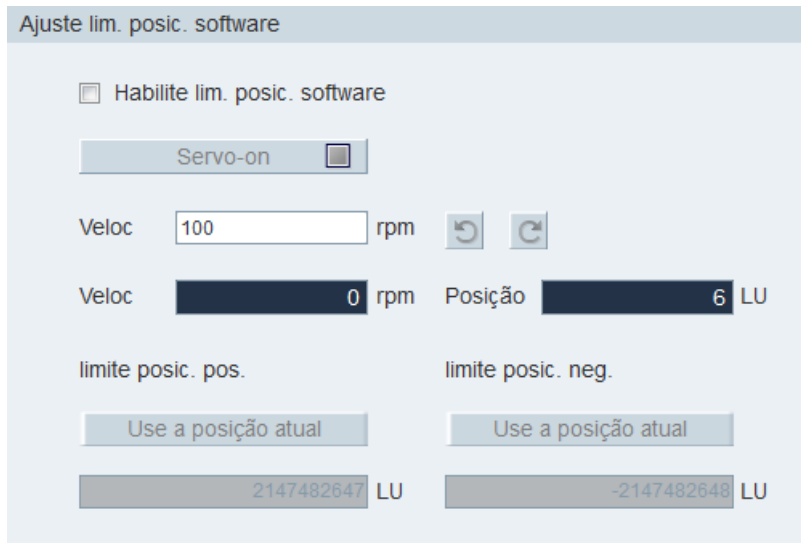 Ajuste lim. posic. software
Habilite lim. posic. software
Servo-on
Veloc 100 rpm
Veloc 0 rpm Posição 6 LU
limite posic. pos. limite posic. neg.
Use a posição atual Use a posição atual
2147482647 LU -2147482648 LU